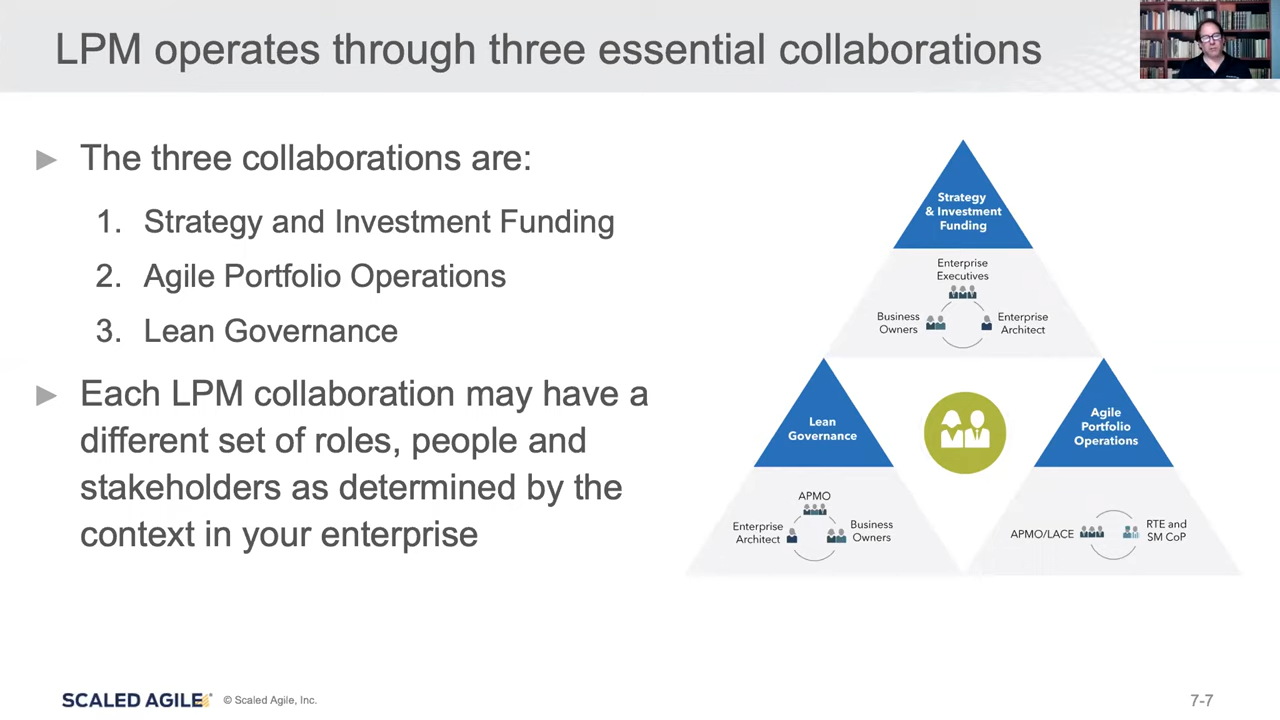 LPM operates through three essential collaborations
The three collaborations are:
1. Strategy and Investment Funding
2. Agile Portfolio Operations
3. Lean Governance
Each LPM collaboration may have a
different set of roles, people and
stakeholders as determined by the
context in your enterprise
Strategy
& Investment
Funding
Enterprise
Executives
Business
Owners
Enterprise
Architect
Lean
Governance
APMO
Enterprise
Architect
Business
Owners
Agile
Portfolio
Operations
APMO/LACE
RTE and
SM CoP
SCALED AGILE
© Scaled Agile, Inc.
7-7